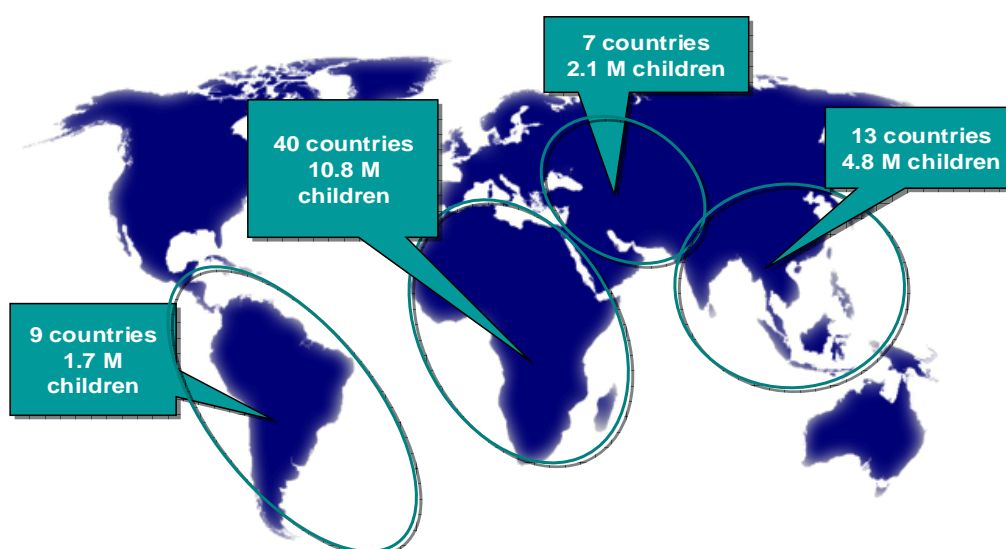 7 countries
2.1 M children
40 countries
10.8 M
children
13 countries
4.8 M children
9 countries
1.7 M
children